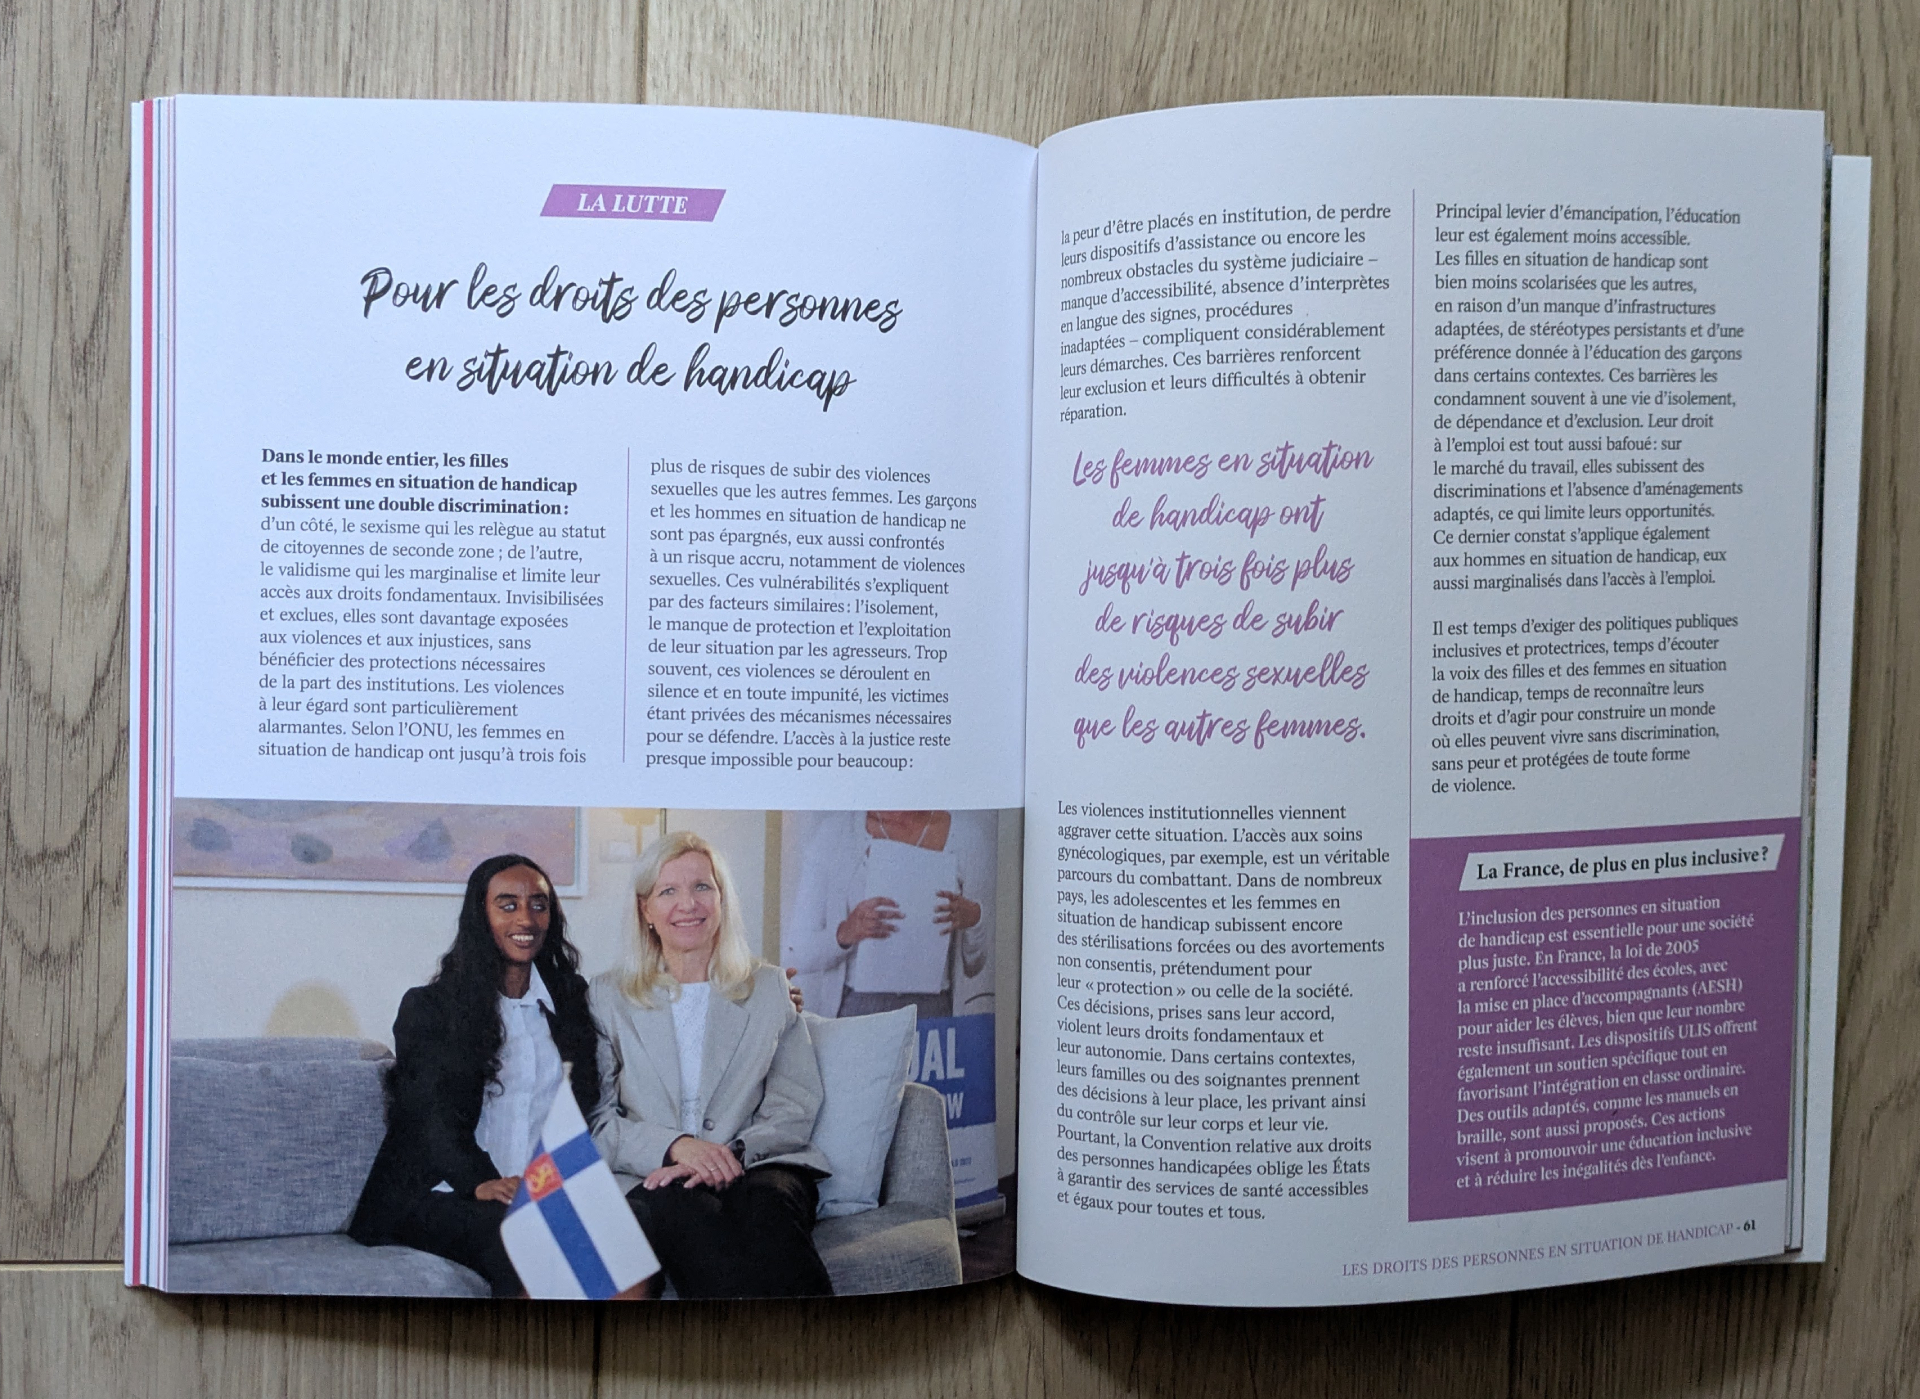 LA LUTTE
Pour les droits des personnes
en situation de handicap
Dans le monde entier, les filles
et les femmes en situation de handicap
subissent une double discrimination :
d’un côté, le sexisme qui les relègue au statut
de citoyennes de seconde zone ; de l’autre,
le validisme qui les marginalise et limite leur
accès aux droits fondamentaux. Invisibilisées
et exclues, elles sont davantage exposées
aux violences et aux injustices, sans
bénéficier des protections nécessaires
de la part des institutions. Les violences
à leur égard sont particulièrement
alarmantes. Selon l’ONU, les femmes en
situation de handicap ont jusqu’à trois fois
plus de risques de subir des violences
sexuelles que les autres femmes. Les garçons
et les hommes en situation de handicap ne
sont pas épargnés, eux aussi confrontés
à un risque accru, notamment de violences
sexuelles. Ces vulnérabilités s’expliquent
par des facteurs similaires : l’isolement,
le manque de protection et l’exploitation
de leur situation par les agresseurs. Trop
souvent, ces violences se déroulent en
silence et en toute impunité, les victimes
étant privées des mécanismes nécessaires
pour se défendre. L’accès à la justice reste
presque impossible pour beaucoup :
UAL
OW
la peur d’être placés en institution, de perdre
leurs dispositifs d’assistance ou encore les
nombreux obstacles du système judiciaire –
manque d’accessibilité, absence d’interprètes
en langue des signes, procédures
inadaptées – compliquent considérablement
leurs démarches. Ces barrières renforcent
leur exclusion et leurs difficultés à obtenir
réparation.
Les femmes en situation
de handicap ont
jusqu’à trois fois plus
de risques de subir
des violences sexuelles
que les autres femmes.
Les violences institutionnelles viennent
aggraver cette situation. L’accès aux soins
gynécologiques, par exemple, est un véritable
parcours du combattant. Dans de nombreux
pays, les adolescentes et les femmes en
situation de handicap subissent encore
des stérilisations forcées ou des avortements
non consentis, prétendument pour
leur « protection » ou celle de la société.
Ces décisions, prises sans leur accord,
violent leurs droits fondamentaux et
leur autonomie. Dans certains contextes,
leurs familles ou des soignantes prennent
des décisions à leur place, les privant ainsi
du contrôle sur leur corps et leur vie.
Pourtant, la Convention relative aux droits
des personnes handicapées oblige les États
à garantir des services de santé accessibles
et égaux pour toutes et tous.
Principal levier d’émancipation, l’éducation
leur est également moins accessible.
Les filles en situation de handicap sont
bien moins scolarisées que les autres,
en raison d’un manque d’infrastructures
adaptées, de stéréotypes persistants et d’une
préférence donnée à l’éducation des garçons
dans certains contextes. Ces barrières les
condamnent souvent à une vie d’isolement,
de dépendance et d’exclusion. Leur droit
à l’emploi est tout aussi bafoué : sur
le marché du travail, elles subissent des
discriminations et l’absence d’aménagements
adaptés, ce qui limite leurs opportunités.
Ce dernier constat s’applique également
aux hommes en situation de handicap, eux
aussi marginalisés dans l’accès à l’emploi.
Il est temps d’exiger des politiques publiques
inclusives et protectrices, temps d’écouter
la voix des filles et des femmes en situation
de handicap, temps de reconnaître leurs
droits et d’agir pour construire un monde
où elles peuvent vivre sans discrimination,
sans peur et protégées de toute forme
de violence.
La France, de plus en plus inclusive ?
L’inclusion des personnes en situation
de handicap est essentielle pour une société
plus juste. En France, la loi de 2005
a renforcé l’accessibilité des écoles, avec
la mise en place d’accompagnants (AESH)
pour aider les élèves, bien que leur nombre
reste insuffisant. Les dispositifs ULIS offrent
également un soutien spécifique tout en
favorisant l’intégration en classe ordinaire.
Des outils adaptés, comme les manuels en
braille, sont aussi proposés. Ces actions
visent à promouvoir une éducation inclusive
et à réduire les inégalités dès l’enfance.
LES DROITS DES PERSONNES EN SITUATION DE HANDICAP - 61